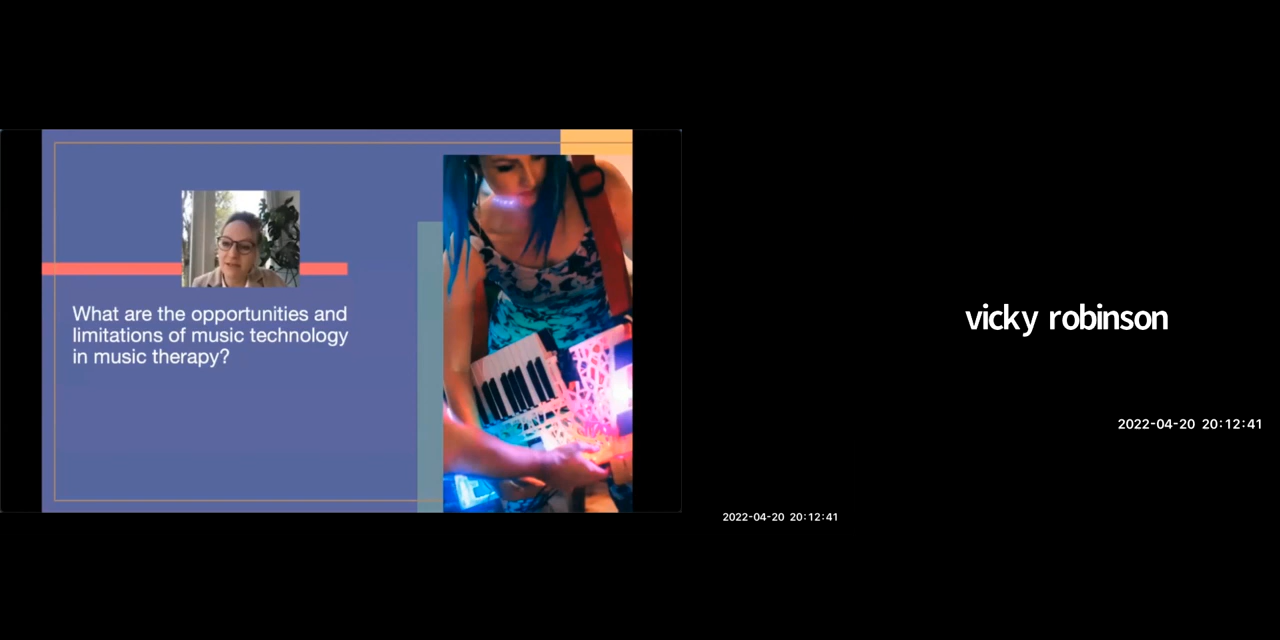 What are the opportunities and
limitations of music technology
in music therapy?
vicky robinson
2022-04-20 20:12:41
2022-04-20 20:12:41